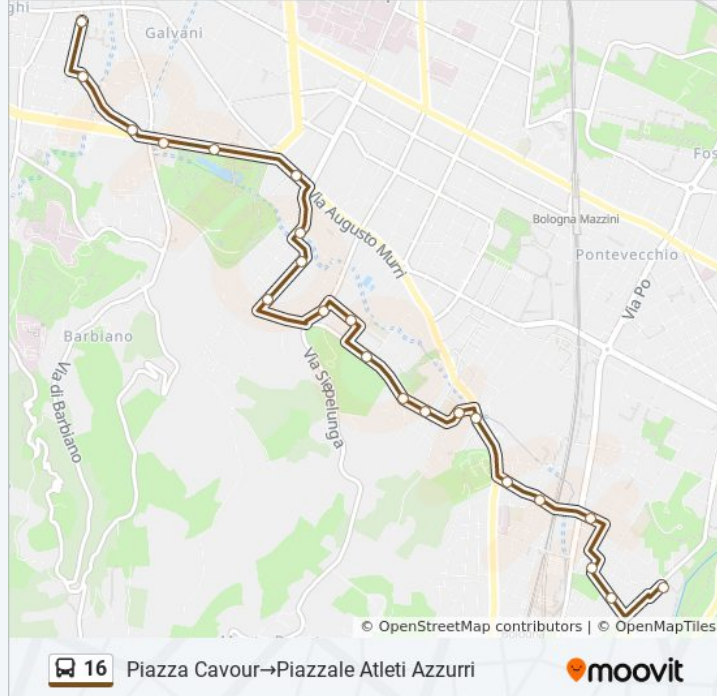 ghi
Galvani
Fos
Via Augusto Murri
Bologna Mazzini
Pontevecchio
Via Po
Barbiano
Via di Barbiano
Via Siepelunga
© OpenStreetMap contributors | © OpenMapTiles
16 Piazza Cavour→Piazzale Atleti Azzurri
moovit